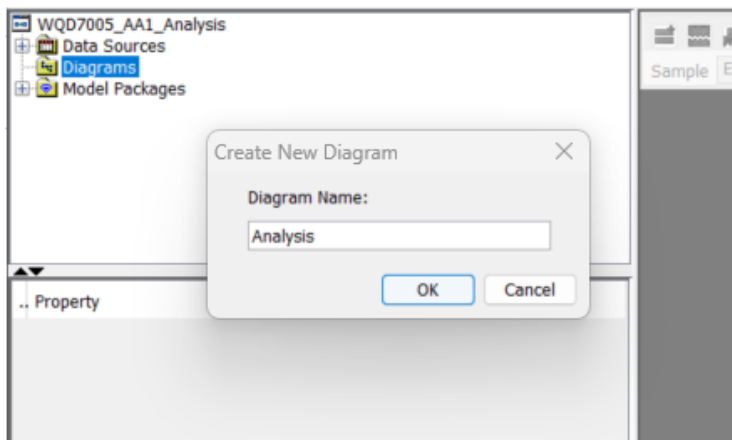 WQD7005_AA1_Analysis
Data Sources
Diagrams
Model Packages
Sample
Create New Diagram
Diagram Name:
Analysis
OK Cancel
.. Property